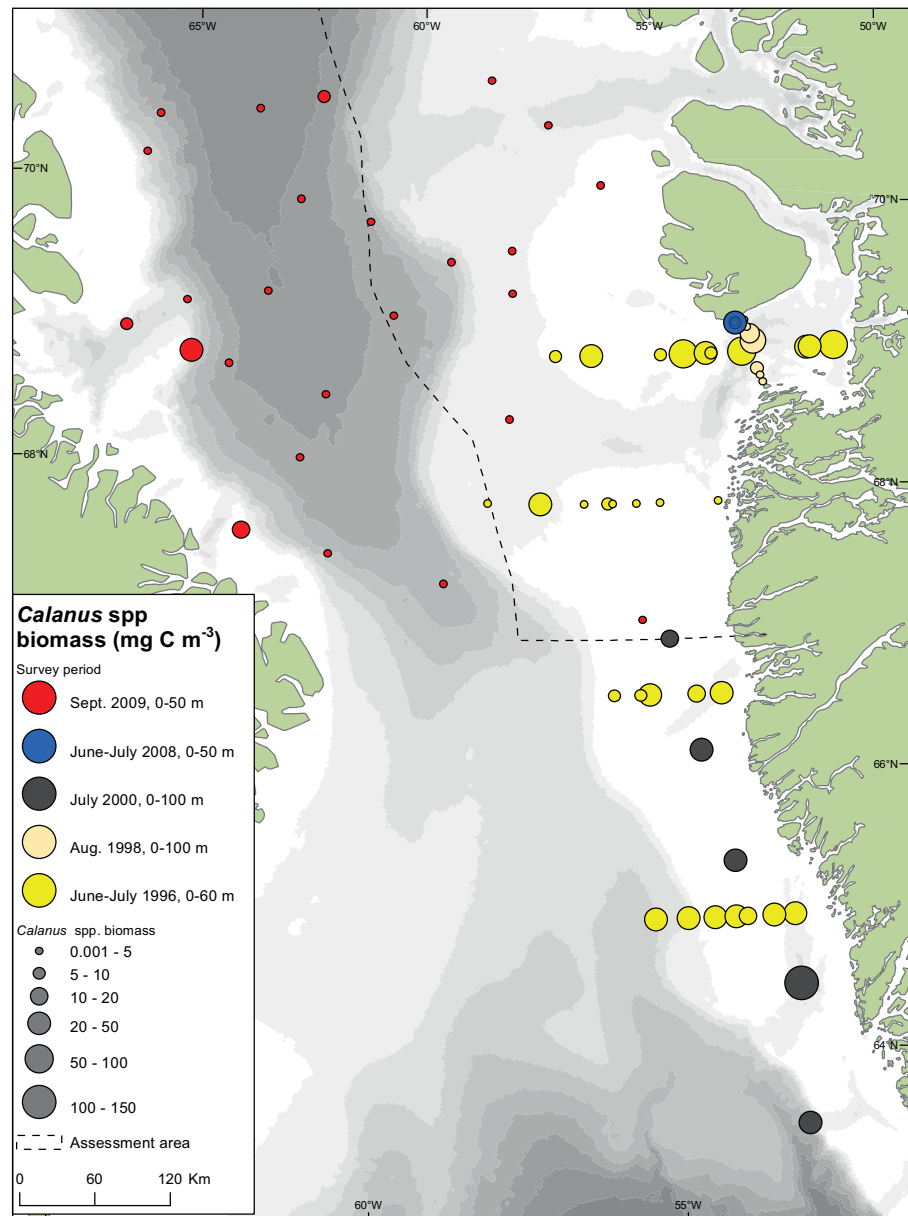 65°W 60°W 55°W 50°W
70°N 70°N
68°N 68°N
66°N
64°N
60°W 55°W
Calanus spp
biomass (mg C m-3)
Survey period
Sept. 2009, 0-50 m
June-July 2008, 0-50 m
July 2000, 0-100 m
Aug. 1998, 0-100 m
June-July 1996, 0-60 m
Calanus spp. biomass
0.001 - 5
5 - 10
10 - 20
20 - 50
50 - 100
100 - 150
Assessment area
0 60 120 Km